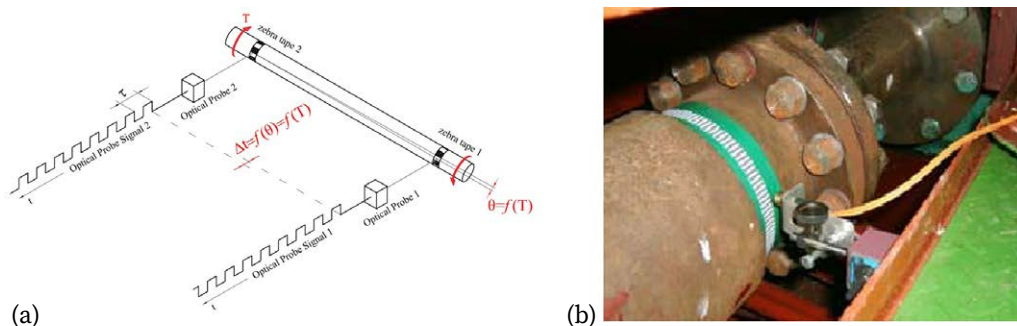 T
zebra tape 2
τ
Optical Probe 2
Optical Probe Signal 2
t
Δt=f(θ)=f(T)
zebra tape 1
θ=f(T)
Optical Probe 1
Optical Probe Signal 1
t
(a)
(b)